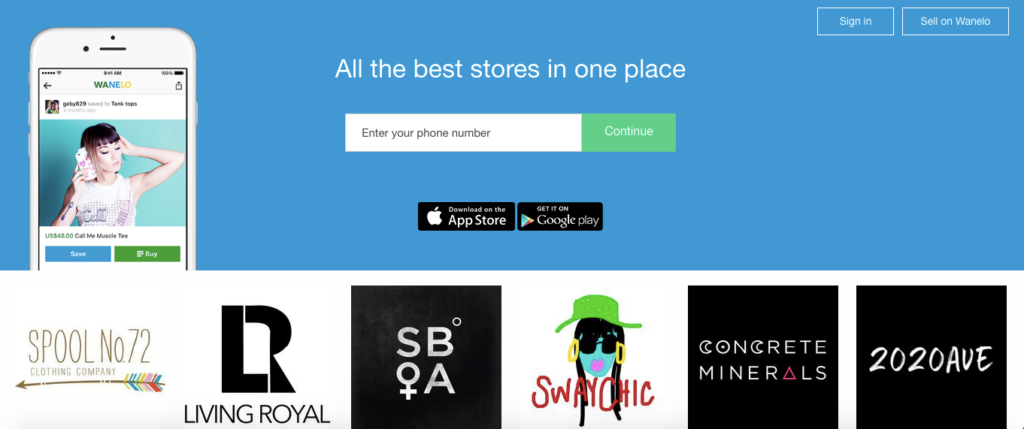 Sign in
Sell on Wanelo
9:41 AM
100%
WANELO
goby829 saved to Tank tops
2 months ago
US$46.00 Call Me Muscle Tee
Save
Buy
All the best stores in one place
Enter your phone number
Continue
Download on the
App Store
GET IT ON
Google play
SPOOL No.72
CLOTHING COMPANY
LR
LIVING ROYAL
SB
OA
SWAYCHIC
CONCRETE
MINERALS
2020AVE